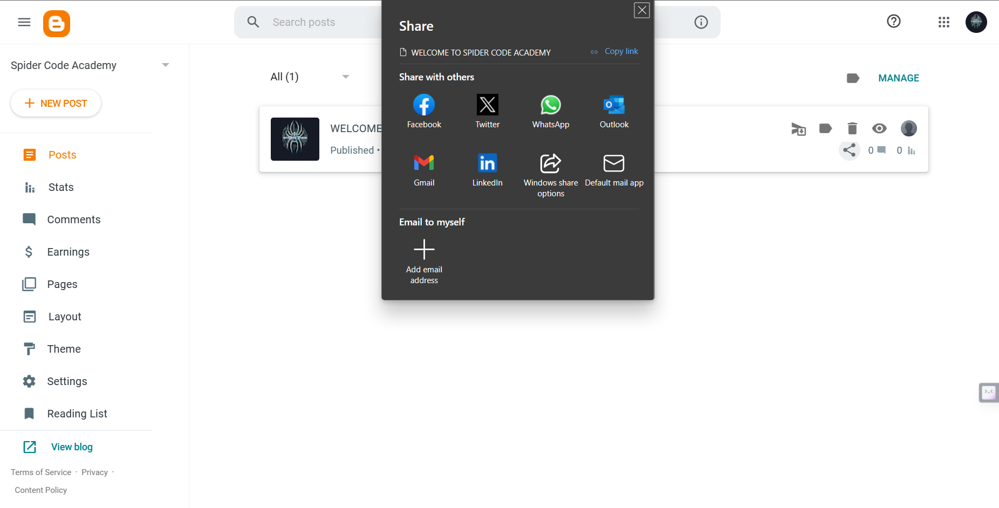 Search posts
Spider Code Academy
NEW POST
Posts
Stats
Comments
Earnings
Pages
Layout
Theme
Settings
Reading List
View blog
Terms of Service · Privacy ·
Content Policy
All (1)
MANAGE
WELCOME
Published •
0
0
Share
WELCOME TO SPIDER CODE ACADEMY
Copy link
Share with others
Facebook
Twitter
WhatsApp
Outlook
Gmail
LinkedIn
Windows share
options
Default mail app
Email to myself
Add email
address